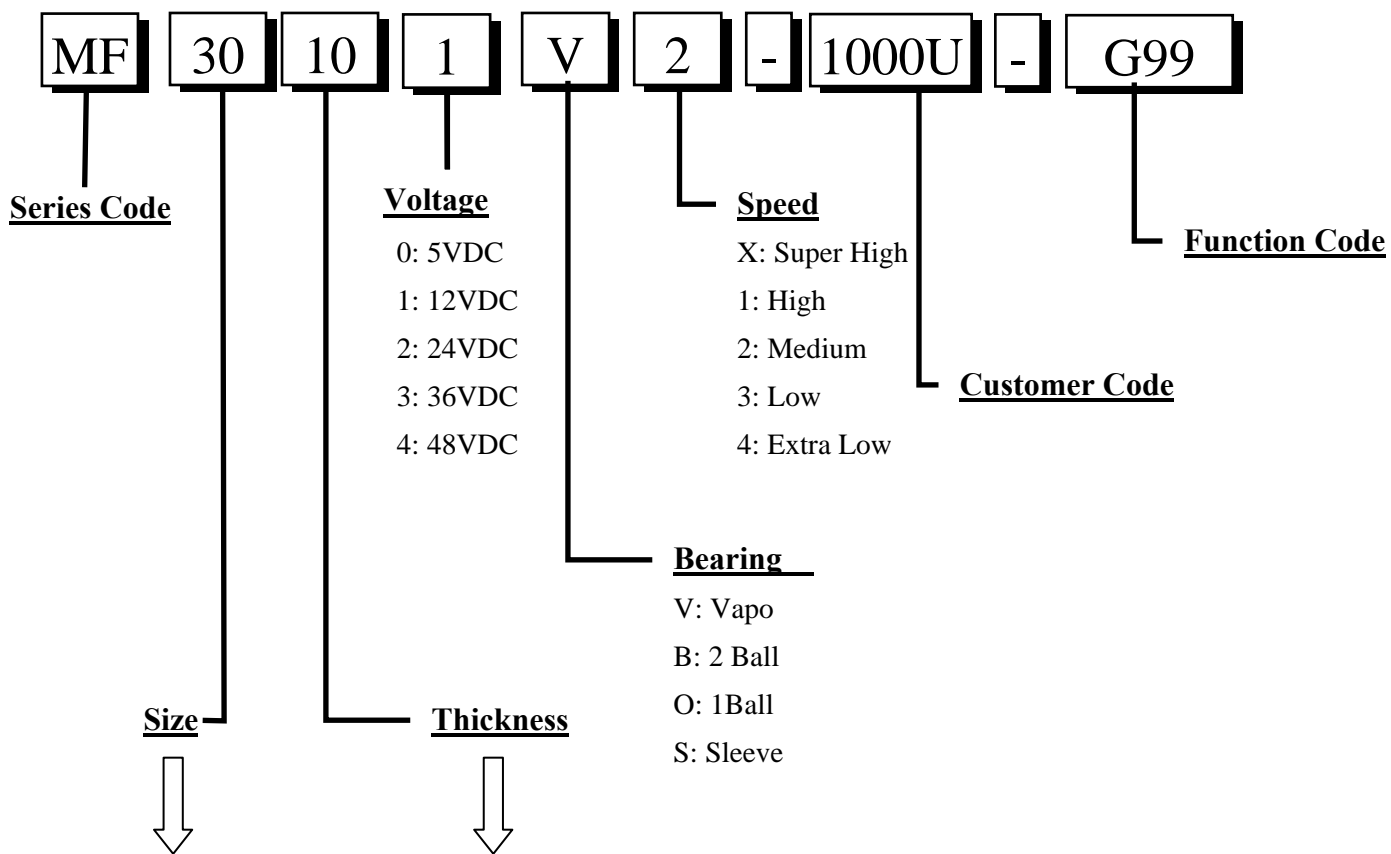 MF 30 10 1 V 2 - 1000U - G99
Series Code
Voltage
0: 5VDC
1: 12VDC
2: 24VDC
3: 36VDC
4: 48VDC
Speed
X: Super High
1: High
2: Medium
3: Low
4: Extra Low
Function Code
Customer Code
Bearing
V: Vapo
B: 2 Ball
O: 1Ball
S: Sleeve
Size
Thickness